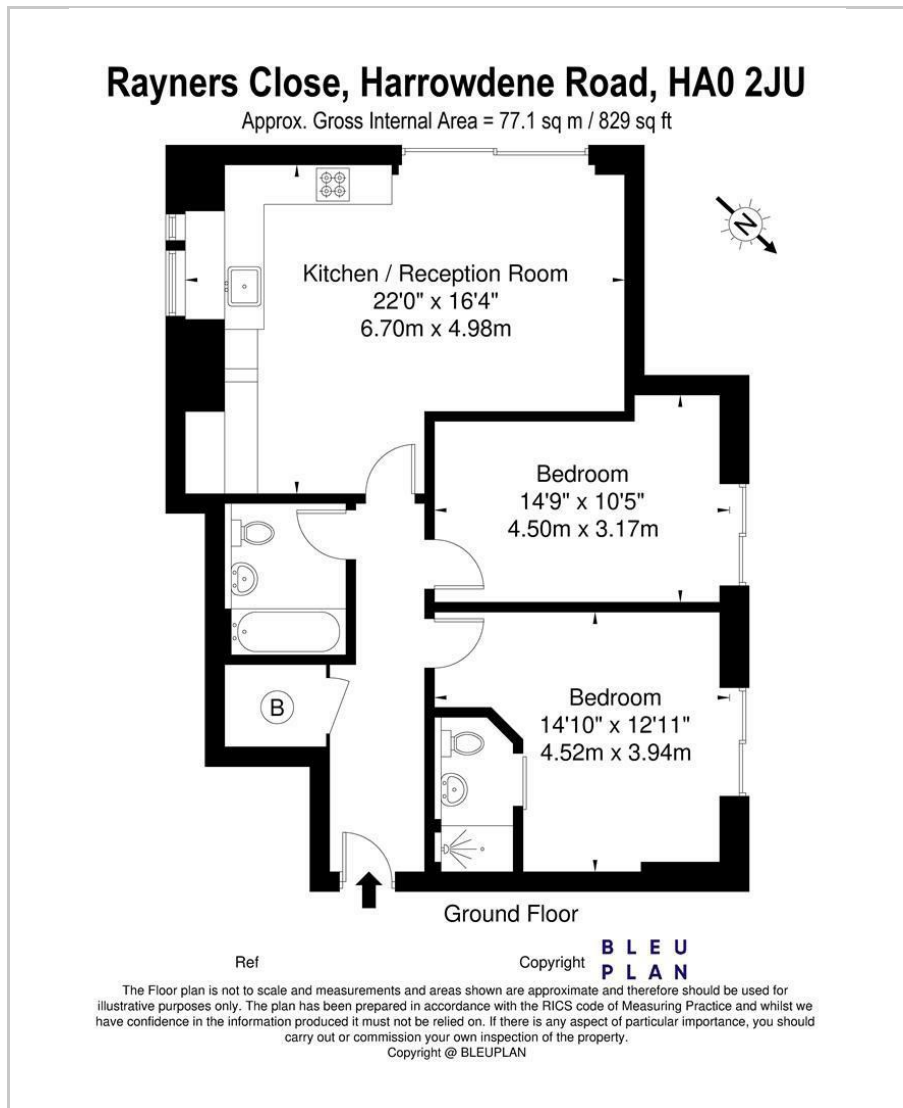 Rayners Close, Harrowdene Road, HA0 2JU
Approx. Gross Internal Area = 77.1 sq m / 829 sq ft
N
Kitchen / Reception Room
22'0" x 16'4"
6.70m x 4.98m
Bedroom
14'9" x 10'5"
4.50m x 3.17m
B
Bedroom
14'10" x 12'11"
4.52m x 3.94m
Ground Floor
Ref
Copyright
BLEU
PLAN
The Floor plan is not to scale and measurements and areas shown are approximate and therefore should be used for
illustrative purposes only. The plan has been prepared in accordance with the RICS code of Measuring Practice and whilst we
have confidence in the information produced it must not be relied on. If there is any aspect of particular importance, you should
carry out or commission your own inspection of the property.
Copyright @ BLEUPLAN